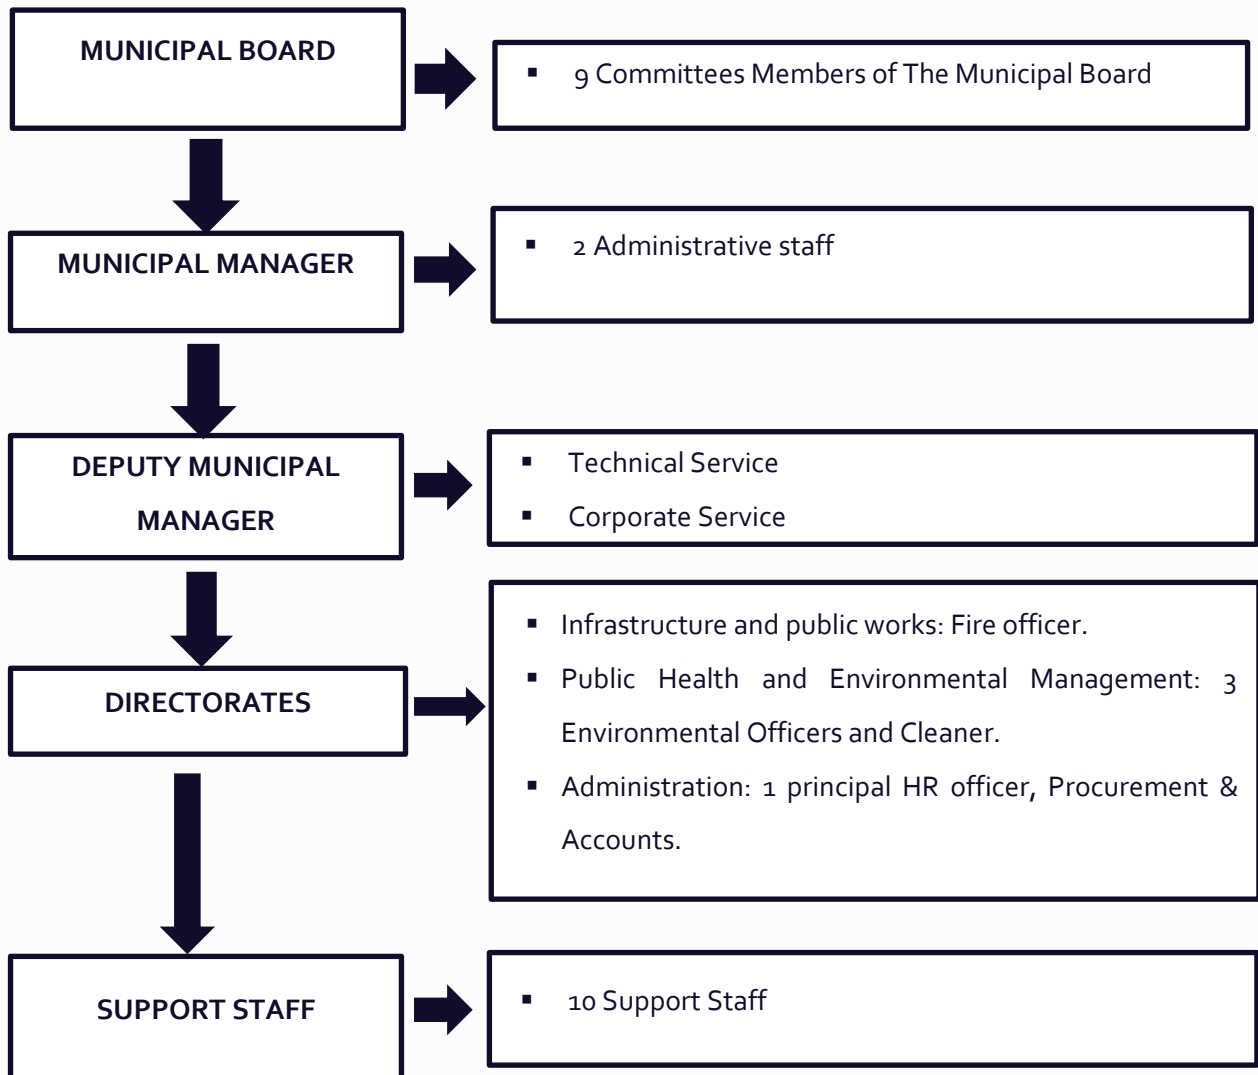 MUNICIPAL BOARD
▪ 9 Committees Members of The Municipal Board
MUNICIPAL MANAGER
▪ 2 Administrative staff
DEPUTY MUNICIPAL
MANAGER
▪ Technical Service
▪ Corporate Service
DIRECTORATES
▪ Infrastructure and public works: Fire officer.
▪ Public Health and Environmental Management: 3
Environmental Officers and Cleaner.
▪ Administration: 1 principal HR officer, Procurement &
Accounts.
SUPPORT STAFF
▪ 10 Support Staff